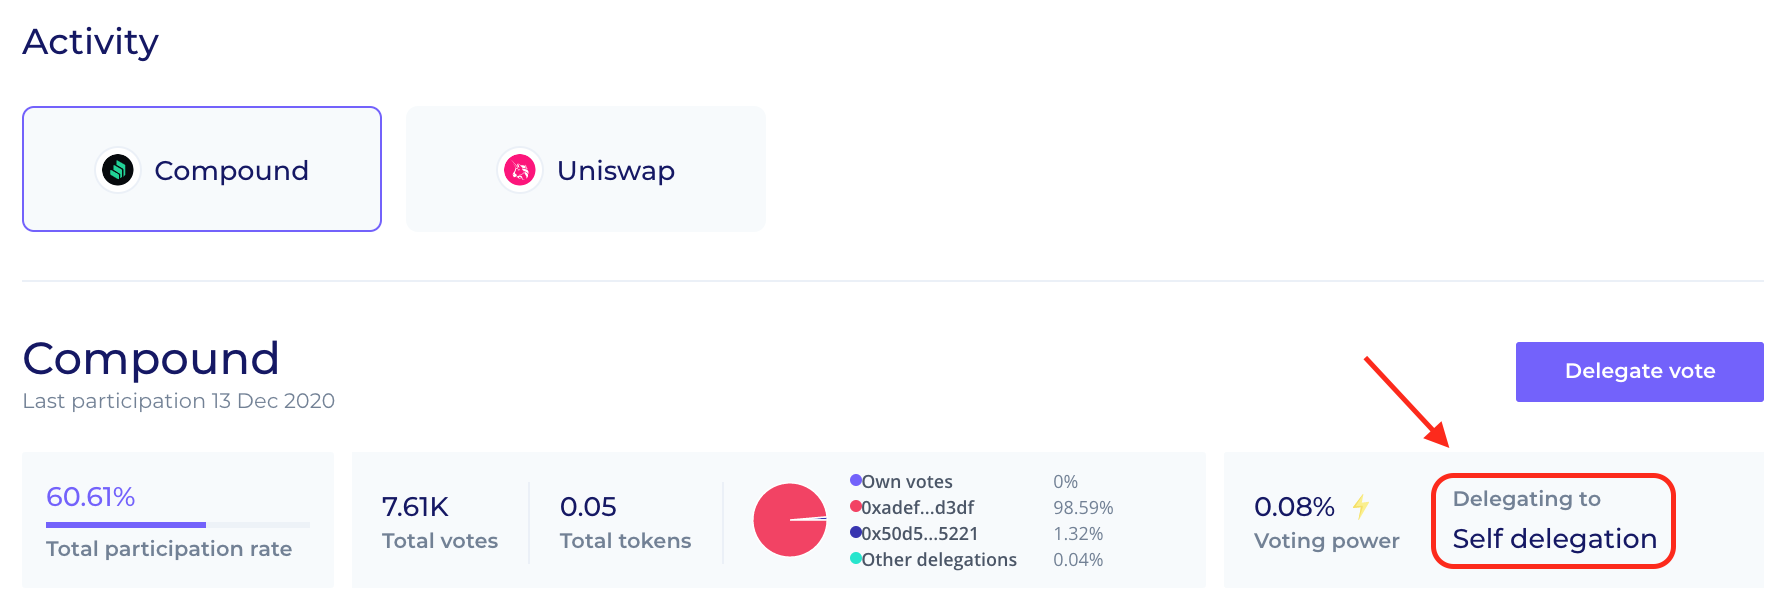 Activity
Compound
Uniswap
Compound
Last participation 13 Dec 2020
Delegate vote
60.61%
Total participation rate
7.61K
Total votes
0.05
Total tokens
Own votes 0%
0xadef...d3df 98.59%
0x50d5...5221 1.32%
Other delegations 0.04%
0.08%
Voting power
Delegating to
Self delegation